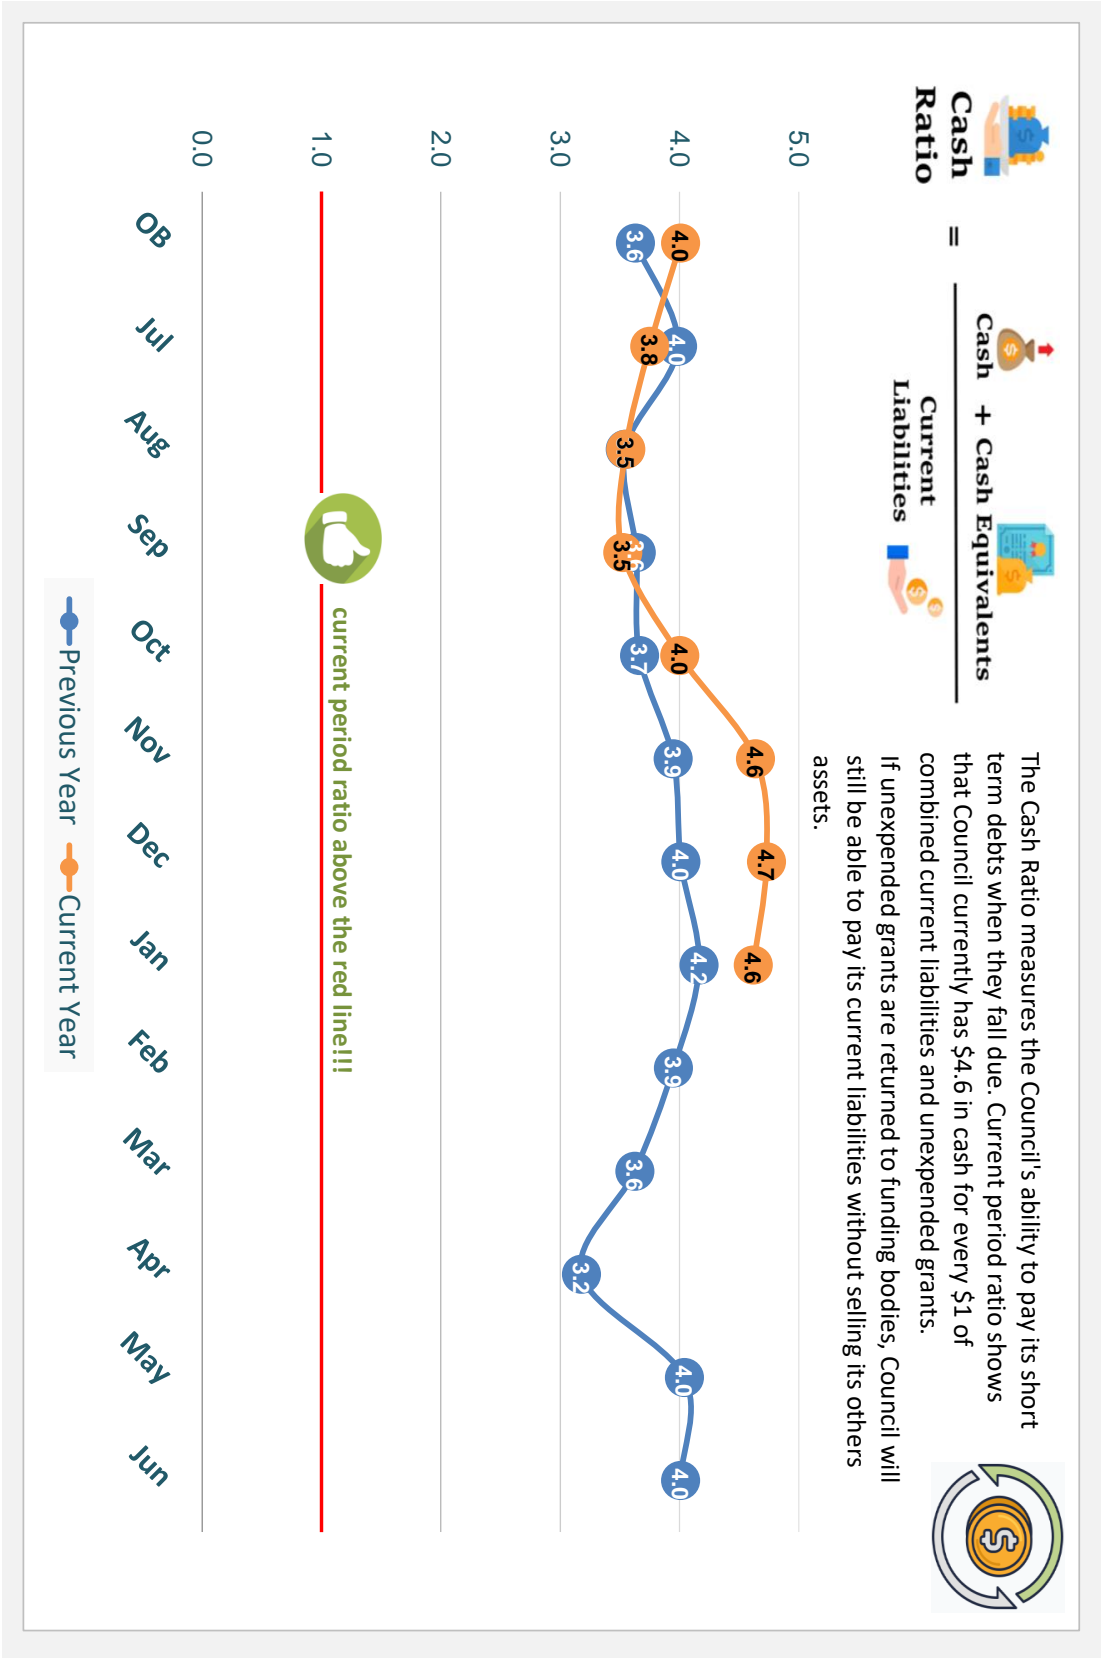 Cash
Ratio
=
Cash + Cash Equivalents
Current
Liabilities
The Cash Ratio measures the Council's ability to pay its short
term debts when they fall due. Current period ratio shows
that Council currently has $4.6 in cash for every $1 of
combined current liabilities and unexpended grants.
If unexpended grants are returned to funding bodies, Council will
still be able to pay its current liabilities without selling its others
assets.
5.0
4.0
3.0
2.0
1.0
0.0
4.0 3.8 3.5 3.5 4.0 4.6 4.7 4.6
3.6 4.0 3.6 3.7 3.9 4.0 4.2 3.9 3.6 3.2 4.0 4.0
current period ratio above the red line!!!
OB Jul Aug Sep Oct Nov Dec Jan Feb Mar Apr May Jun
Previous Year Current Year